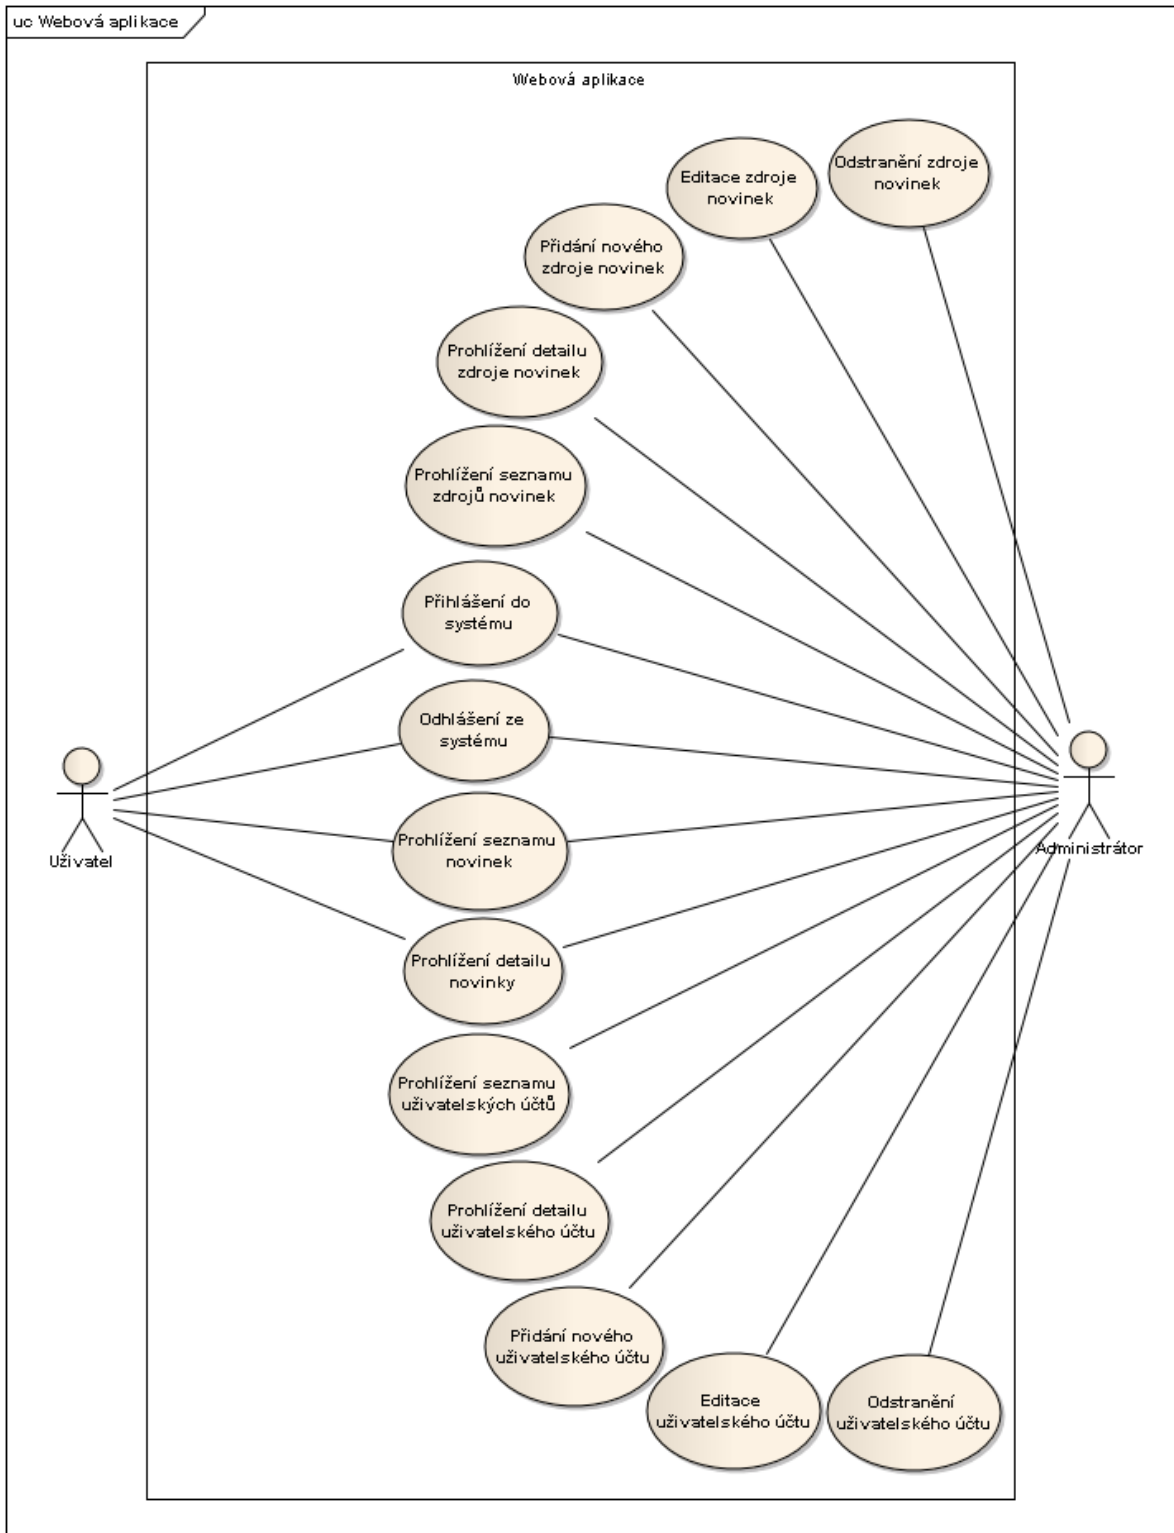 uc Webová aplikace
Webová aplikace
Odstranění zdroje
novinek
Editace zdroje
novinek
Přidání nového
zdroje novinek
Prohlížení detailu
zdroje novinek
Prohlížení seznamu
zdrojů novinek
Přihlášení do
systému
Odhlášení ze
systému
Prohlížení seznamu
novinek
Uživatel
Administrátor
Prohlížení detailu
novinky
Prohlížení seznamu
uživatelských účtů
Prohlížení detailu
uživatelského účtu
Přidání nového
uživatelského účtu
Editace
uživatelského účtu
Odstranění
uživatelského účtu